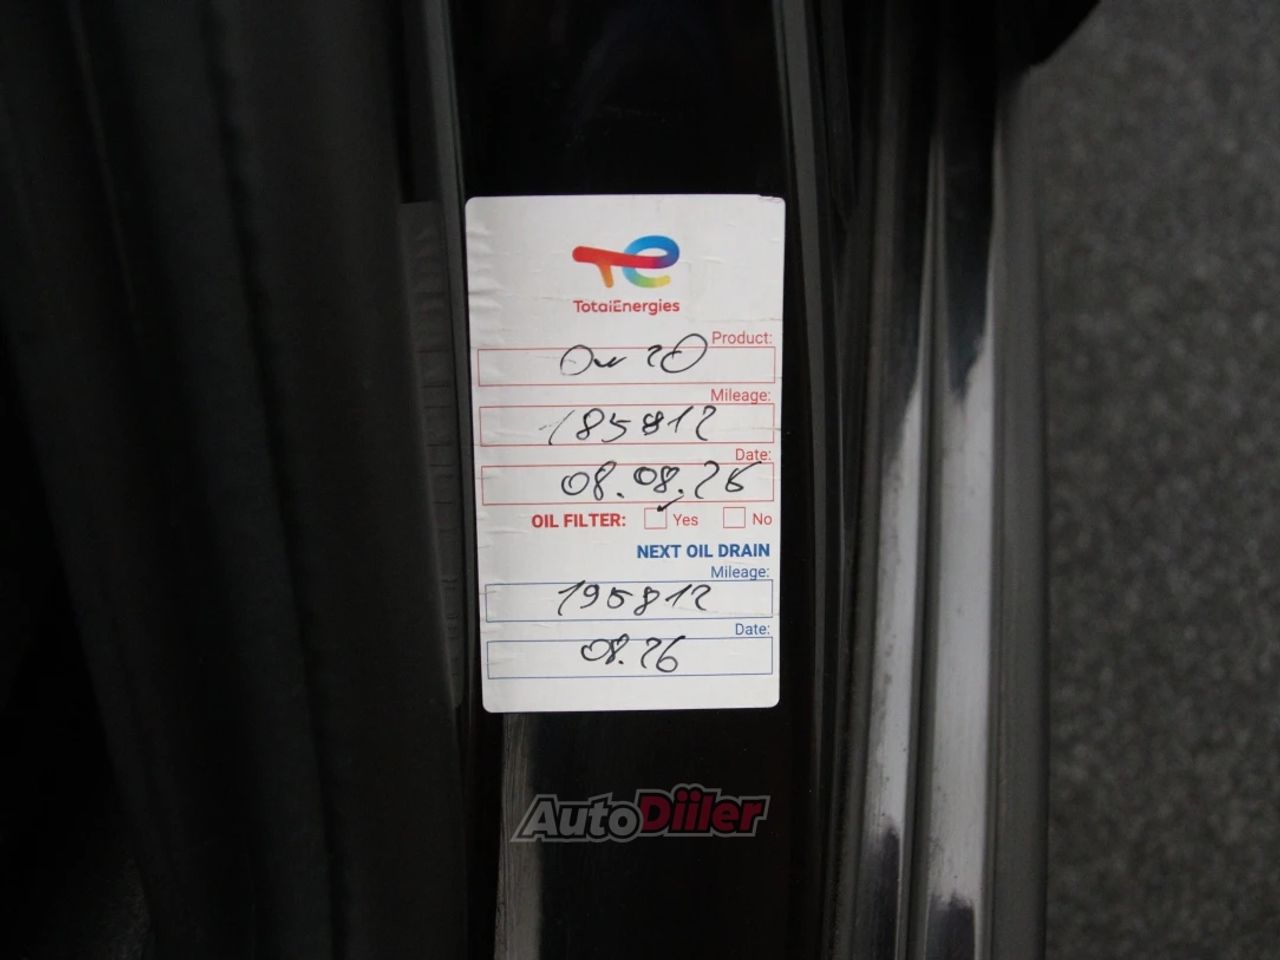 TotalEnergies
Product:
0w20
Mileage:
185812
Date:
08.08.25
OIL FILTER: Yes No
NEXT OIL DRAIN
Mileage:
195812
Date:
08.26
AutoDiiler